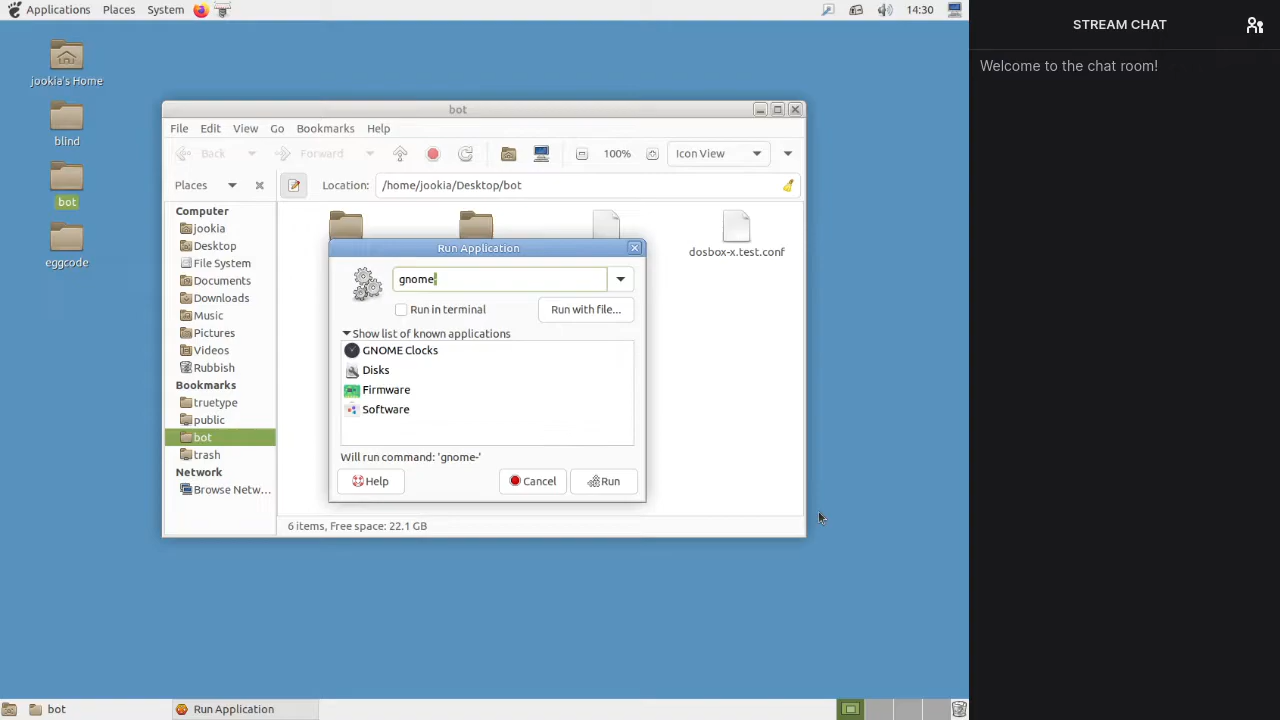 Applications Places System 14:30
STREAM CHAT
Welcome to the chat room!
jookia's Home
blind
bot
eggcode
bot
File Edit View Go Bookmarks Help
Back Forward 100% Icon View
Places Location: /home/jookia/Desktop/bot
Computer
jookia
Desktop
File System
Documents
Downloads
Music
Pictures
Videos
Rubbish
Bookmarks
truetype
public
bot
trash
Network
Browse Netw...
dosbox-x.test.conf
Run Application
gnome-
Run in terminal Run with file...
Show list of known applications
GNOME Clocks
Disks
Firmware
Software
Will run command: 'gnome-'
Help Cancel Run
6 items, Free space: 22.1 GB
bot Run Application